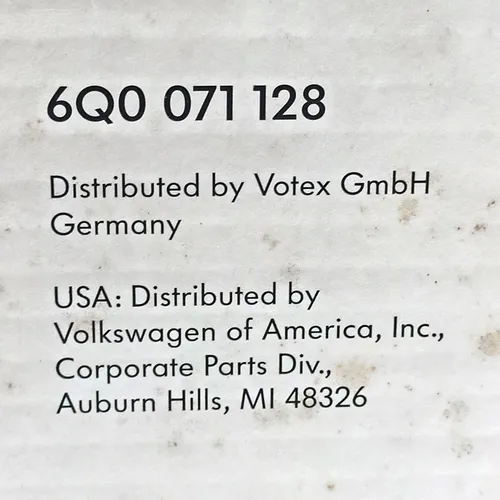 6Q0 071 128
Distributed by Votex GmbH
Germany
USA: Distributed by
Volkswagen of America, Inc.,
Corporate Parts Div.,
Auburn Hills, MI 48326